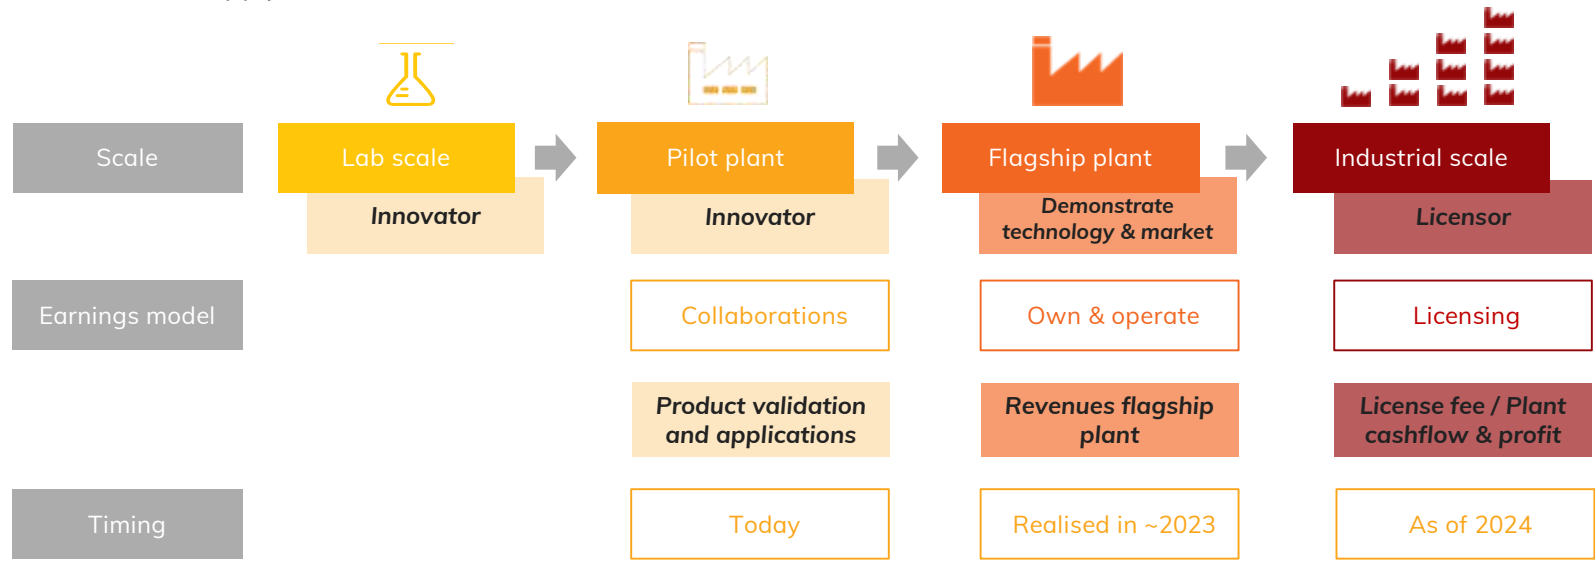 Scale
Lab scale
Pilot plant
Flagship plant
Industrial scale
Innovator
Innovator
Demonstrate
technology & market
Licensor
Earnings model
Collaborations
Own & operate
Licensing
Product validation
and applications
Revenues flagship
plant
License fee / Plant
cashflow & profit
Timing
Today
Realised in ~2023
As of 2024